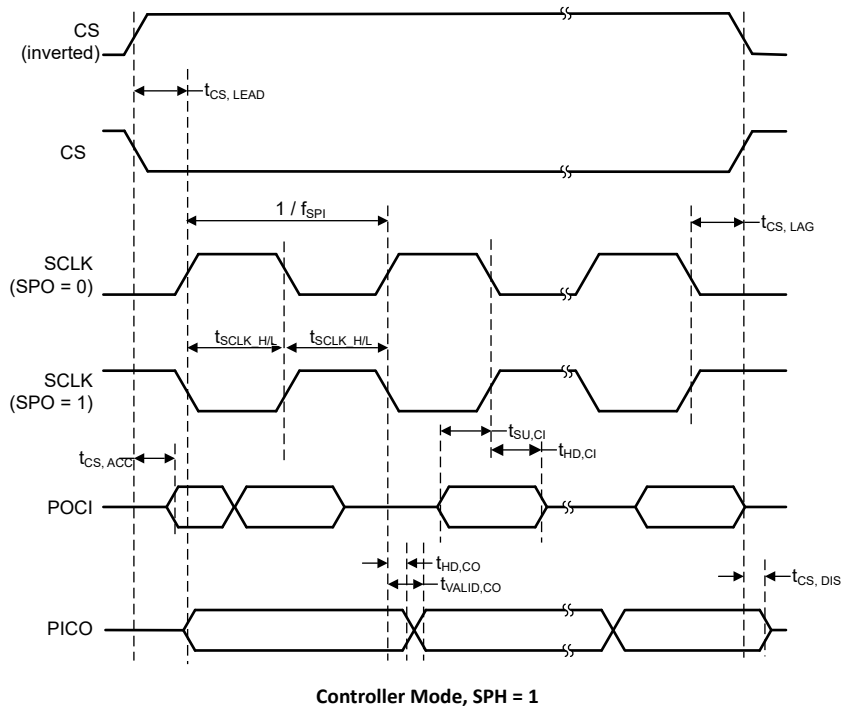 CS
(inverted)
tCS, LEAD
CS
1 / fSPI
tCS, LAG
SCLK
(SPO = 0)
tSCLK_H/L
tSCLK_H/L
SCLK
(SPO = 1)
tSU,CI
tHD,CI
tCS, ACC
POCI
tHD,CO
tVALID,CO
tCS, DIS
PICO
Controller Mode, SPH = 1